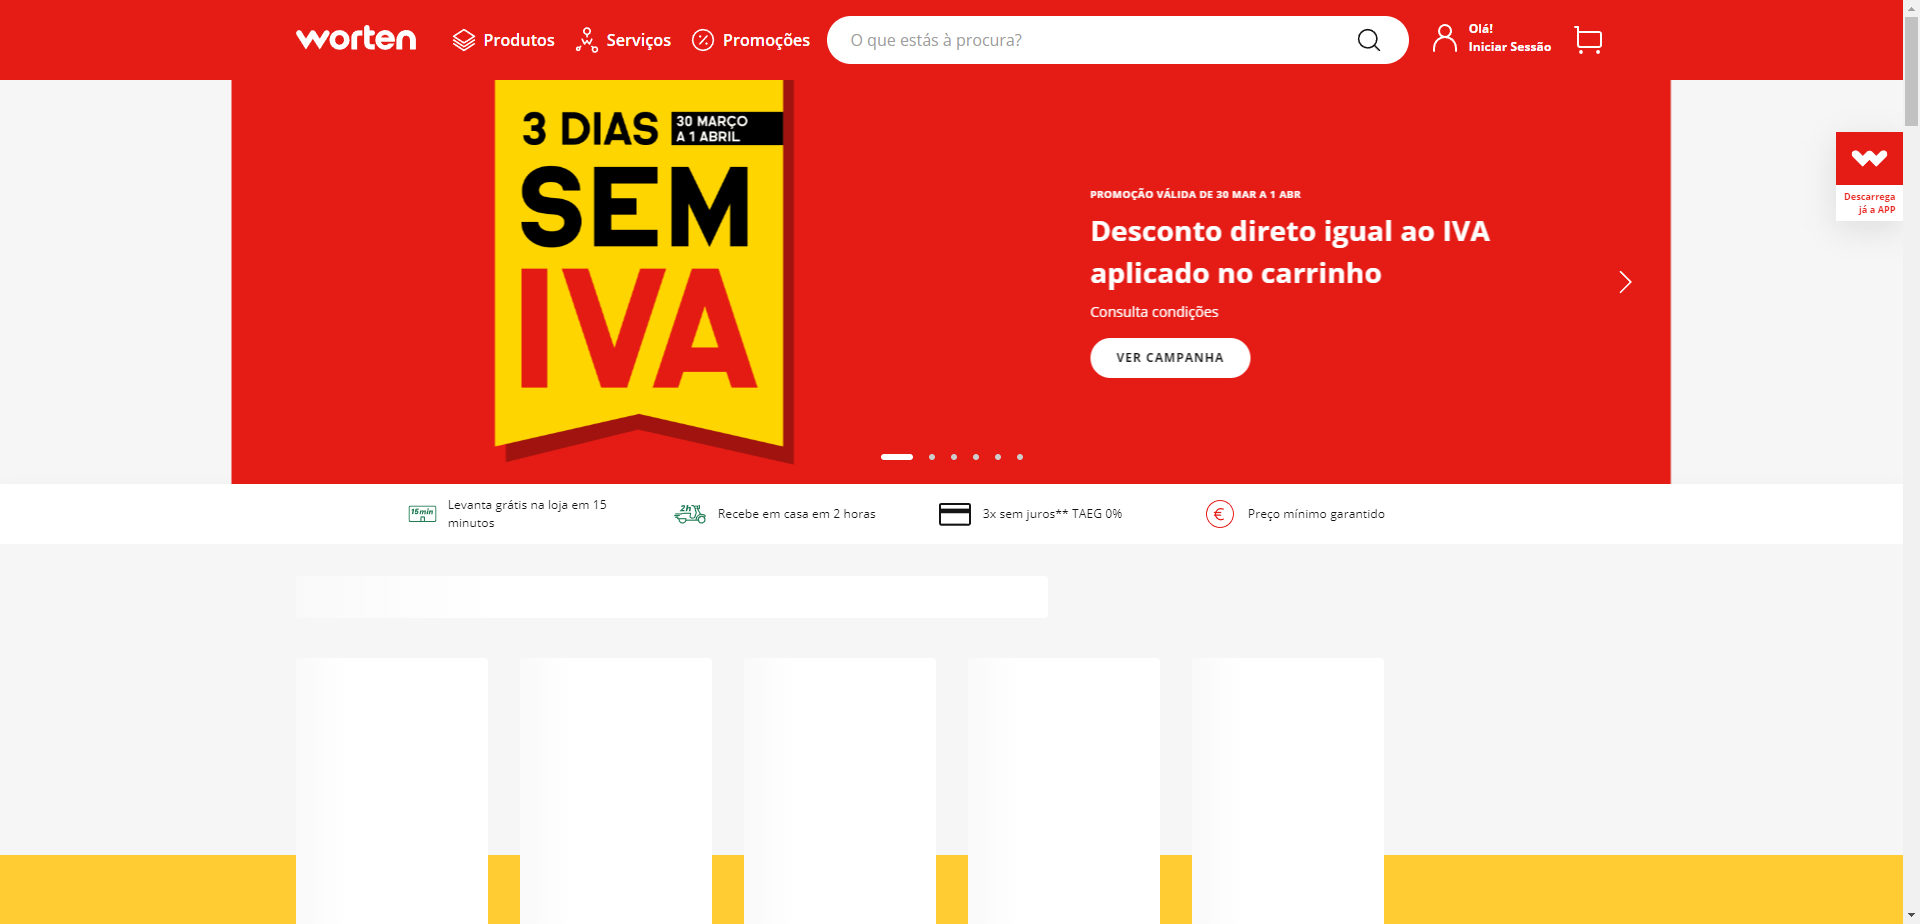 worten
Produtos
Serviços
Promoções
O que estás à procura?
Olá!
Iniciar Sessão
3 DIAS
30 MARÇO
A 1 ABRIL
SEM
IVA
PROMOÇÃO VÁLIDA DE 30 MAR A 1 ABR
Desconto direto igual ao IVA
aplicado no carrinho
Consulta condições
VER CAMPANHA
Descarrega
já a APP
15min
Levanta grátis na loja em 15
minutos
2h
Recebe em casa em 2 horas
3x sem juros** TAEG 0%
€
Preço mínimo garantido